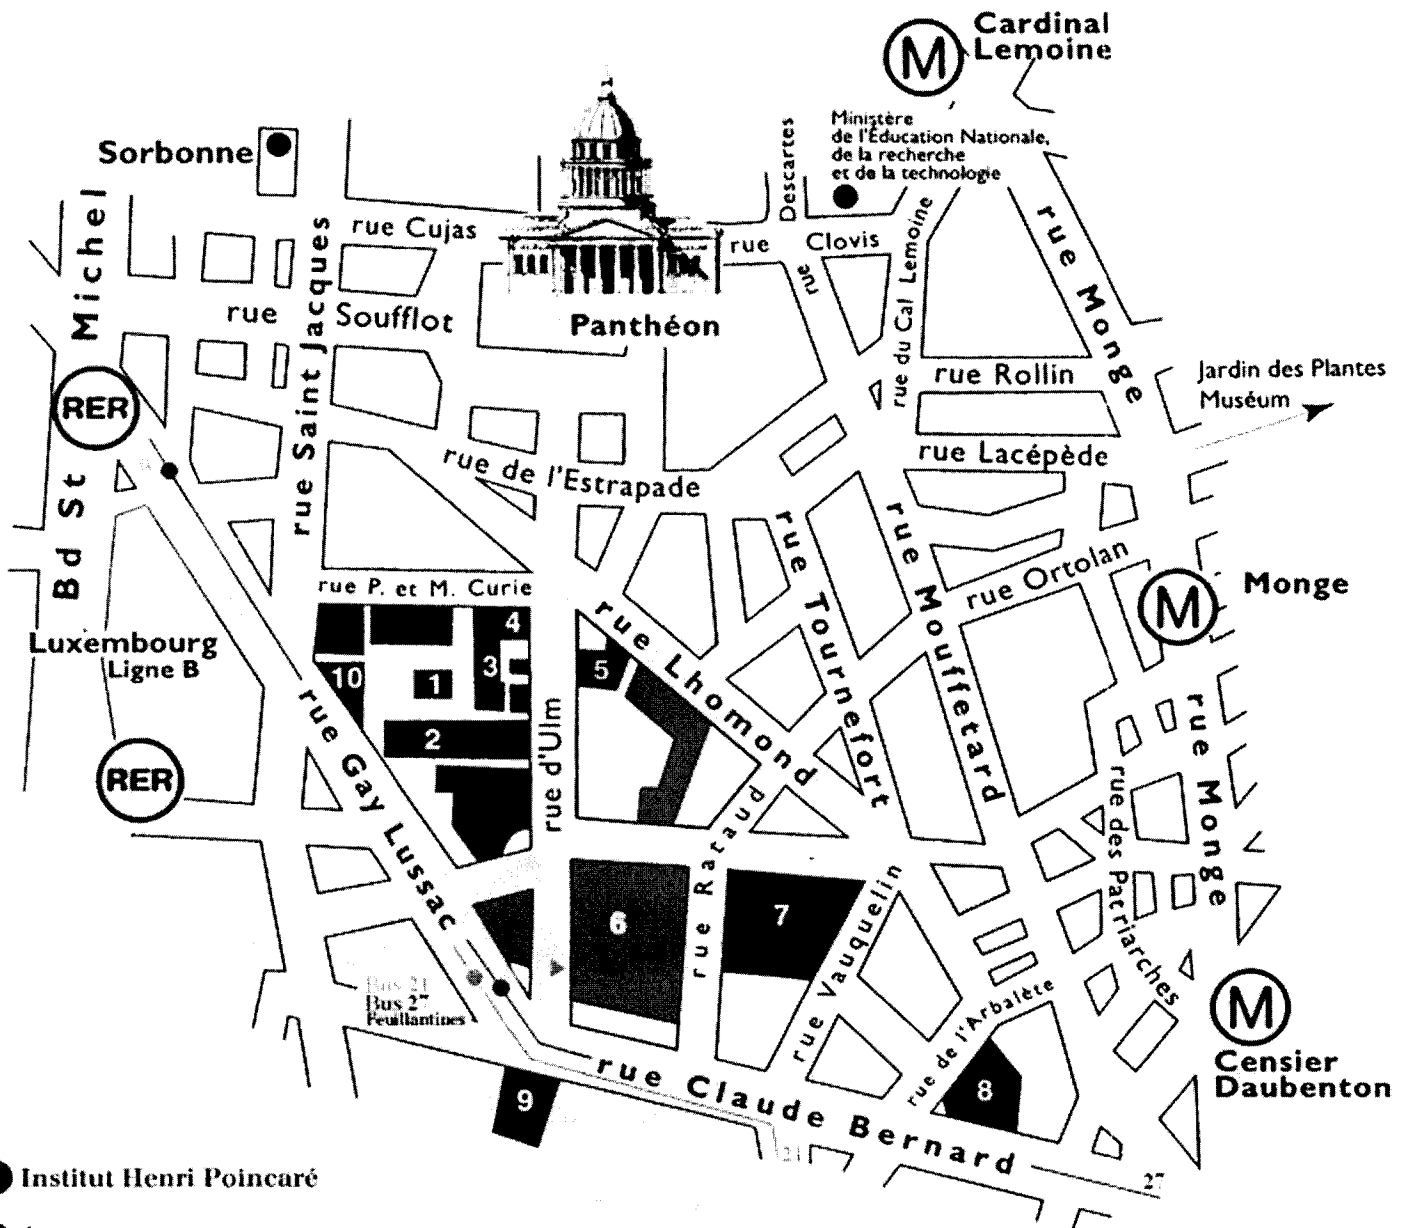 Cardinal
Lemoine
M
Ministère
de l'Éducation Nationale,
de la recherche
et de la technologie
Descartes
Sorbonne
Michel
rue Cujas
rue
Clovis
rue
rue du Cal Lemoine
rue Monge
rue
Soufflot
rue Saint Jacques
Panthéon
RER
rue Rollin
Jardin des Plantes
Muséum
rue Lacépède
rue de l'Estrapade
Bd St
rue Tournefort
rue Mouffetard
rue Ortolan
M
Monge
rue P. et M. Curie
rue Lhomond
Luxembourg
Ligne B
4
10
1
3
5
2
rue d'Ulm
rue Gay Lussac
RER
rue Monge
rue des Patriarches
rue Rataud
6
7
rue Vauquelin
Bus 21
Bus 27
Feuillantines
rue de l'Arbalète
M
Censier
Daubenton
rue Claude Bernard
8
9
21
27
Institut Henri Poincaré